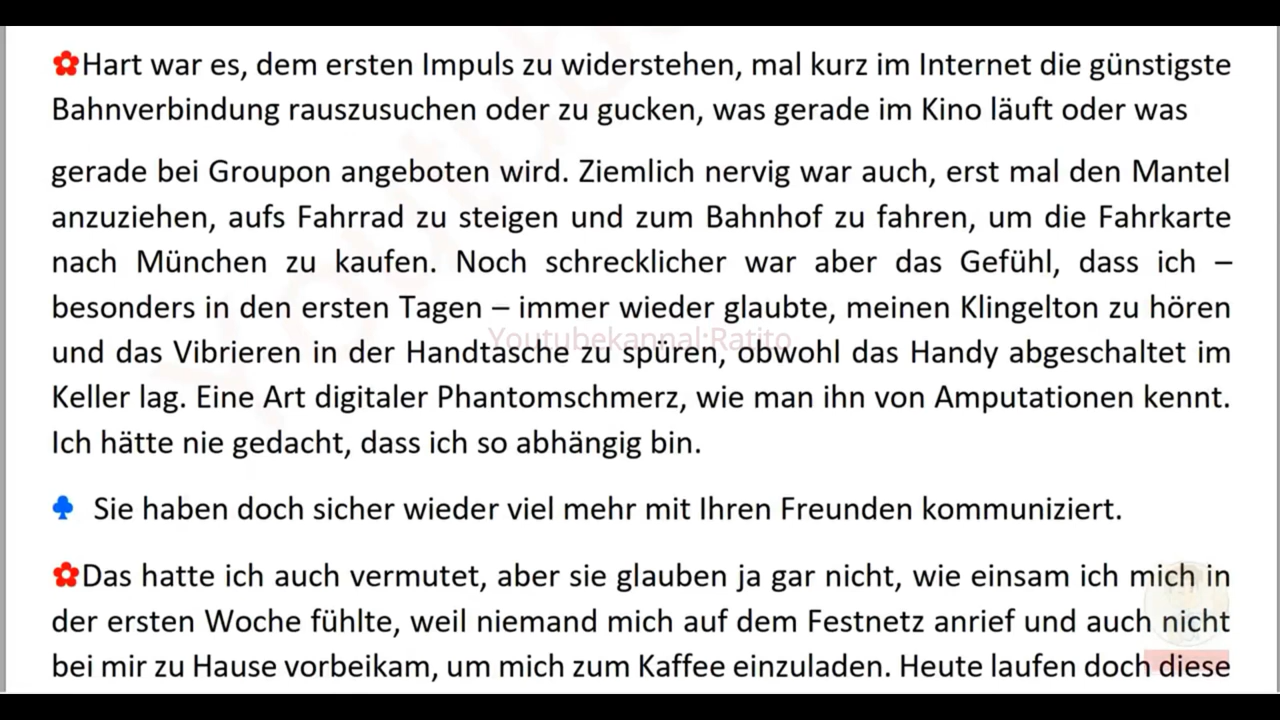 Hart war es, dem ersten Impuls zu widerstehen, mal kurz im Internet die günstigste
Bahnverbindung rauszusuchen oder zu gucken, was gerade im Kino läuft oder was
gerade bei Groupon angeboten wird. Ziemlich nervig war auch, erst mal den Mantel
anzuziehen, aufs Fahrrad zu steigen und zum Bahnhof zu fahren, um die Fahrkarte
nach München zu kaufen. Noch schrecklicher war aber das Gefühl, dass ich –
besonders in den ersten Tagen – immer wieder glaubte, meinen Klingelton zu hören
Youtubekannal:Ratito
und das Vibrieren in der Handtasche zu spüren, obwohl das Handy abgeschaltet im
Keller lag. Eine Art digitaler Phantomschmerz, wie man ihn von Amputationen kennt.
Ich hätte nie gedacht, dass ich so abhängig bin.
♣ Sie haben doch sicher wieder viel mehr mit Ihren Freunden kommuniziert.
Das hatte ich auch vermutet, aber sie glauben ja gar nicht, wie einsam ich mich in
der ersten Woche fühlte, weil niemand mich auf dem Festnetz anrief und auch nicht
bei mir zu Hause vorbeikam, um mich zum Kaffee einzuladen. Heute laufen doch diese